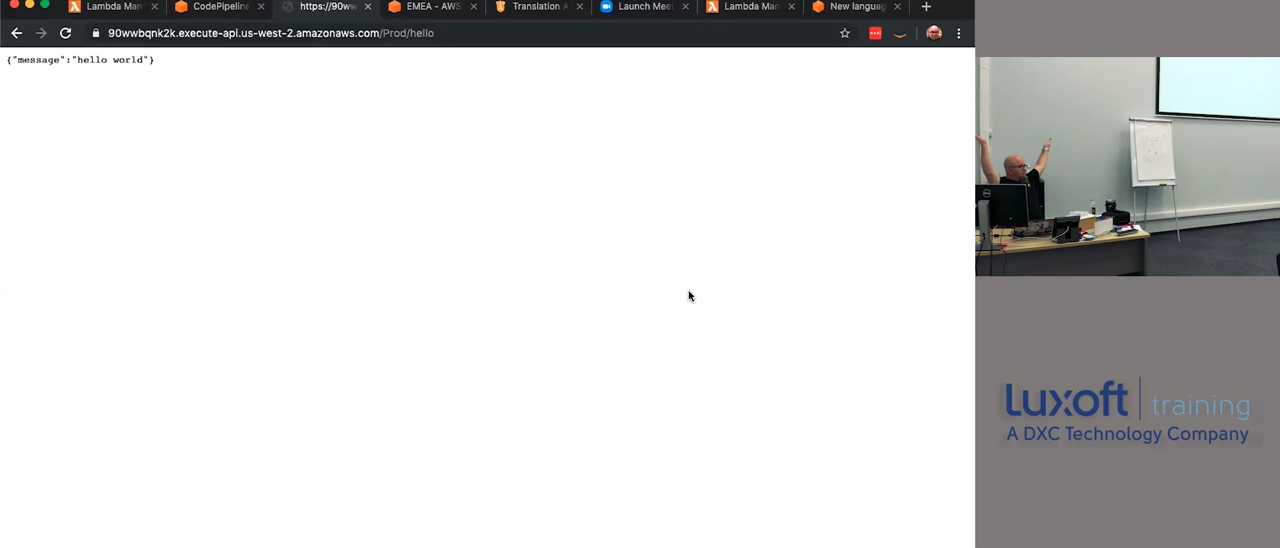 Lambda Man
CodePipeline
https://90ww
EMEA - AWS
Translation A
Launch Mee
Lambda Man
New languag
90wwbqnk2k.execute-api.us-west-2.amazonaws.com/Prod/hello
{"message":"hello world"}
luxoft training
A DXC Technology Company